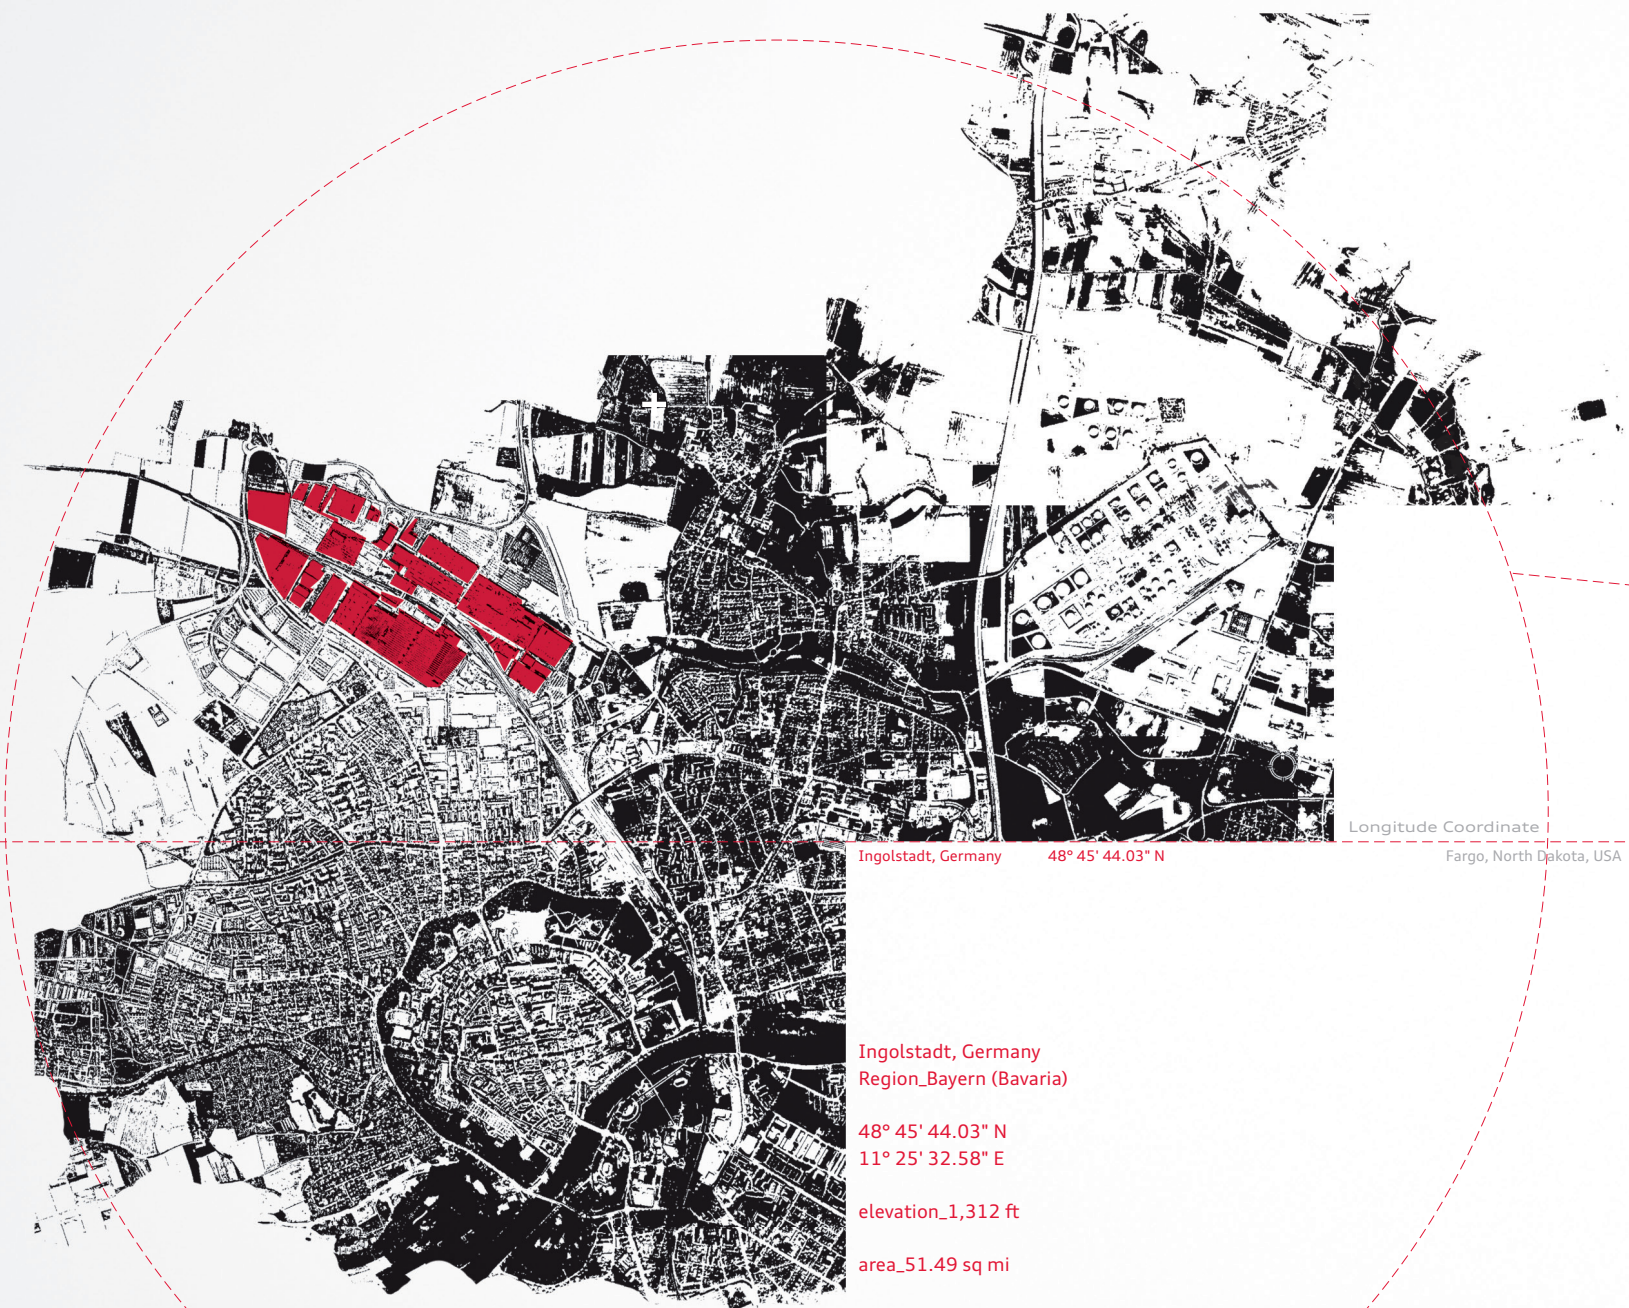 Longitude Coordinate
Ingolstadt, Germany 48° 45' 44.03" N Fargo, North Dakota, USA
Ingolstadt, Germany
Region_Bayern (Bavaria)
48° 45' 44.03" N
11° 25' 32.58" E
elevation_1,312 ft
area_51.49 sq mi